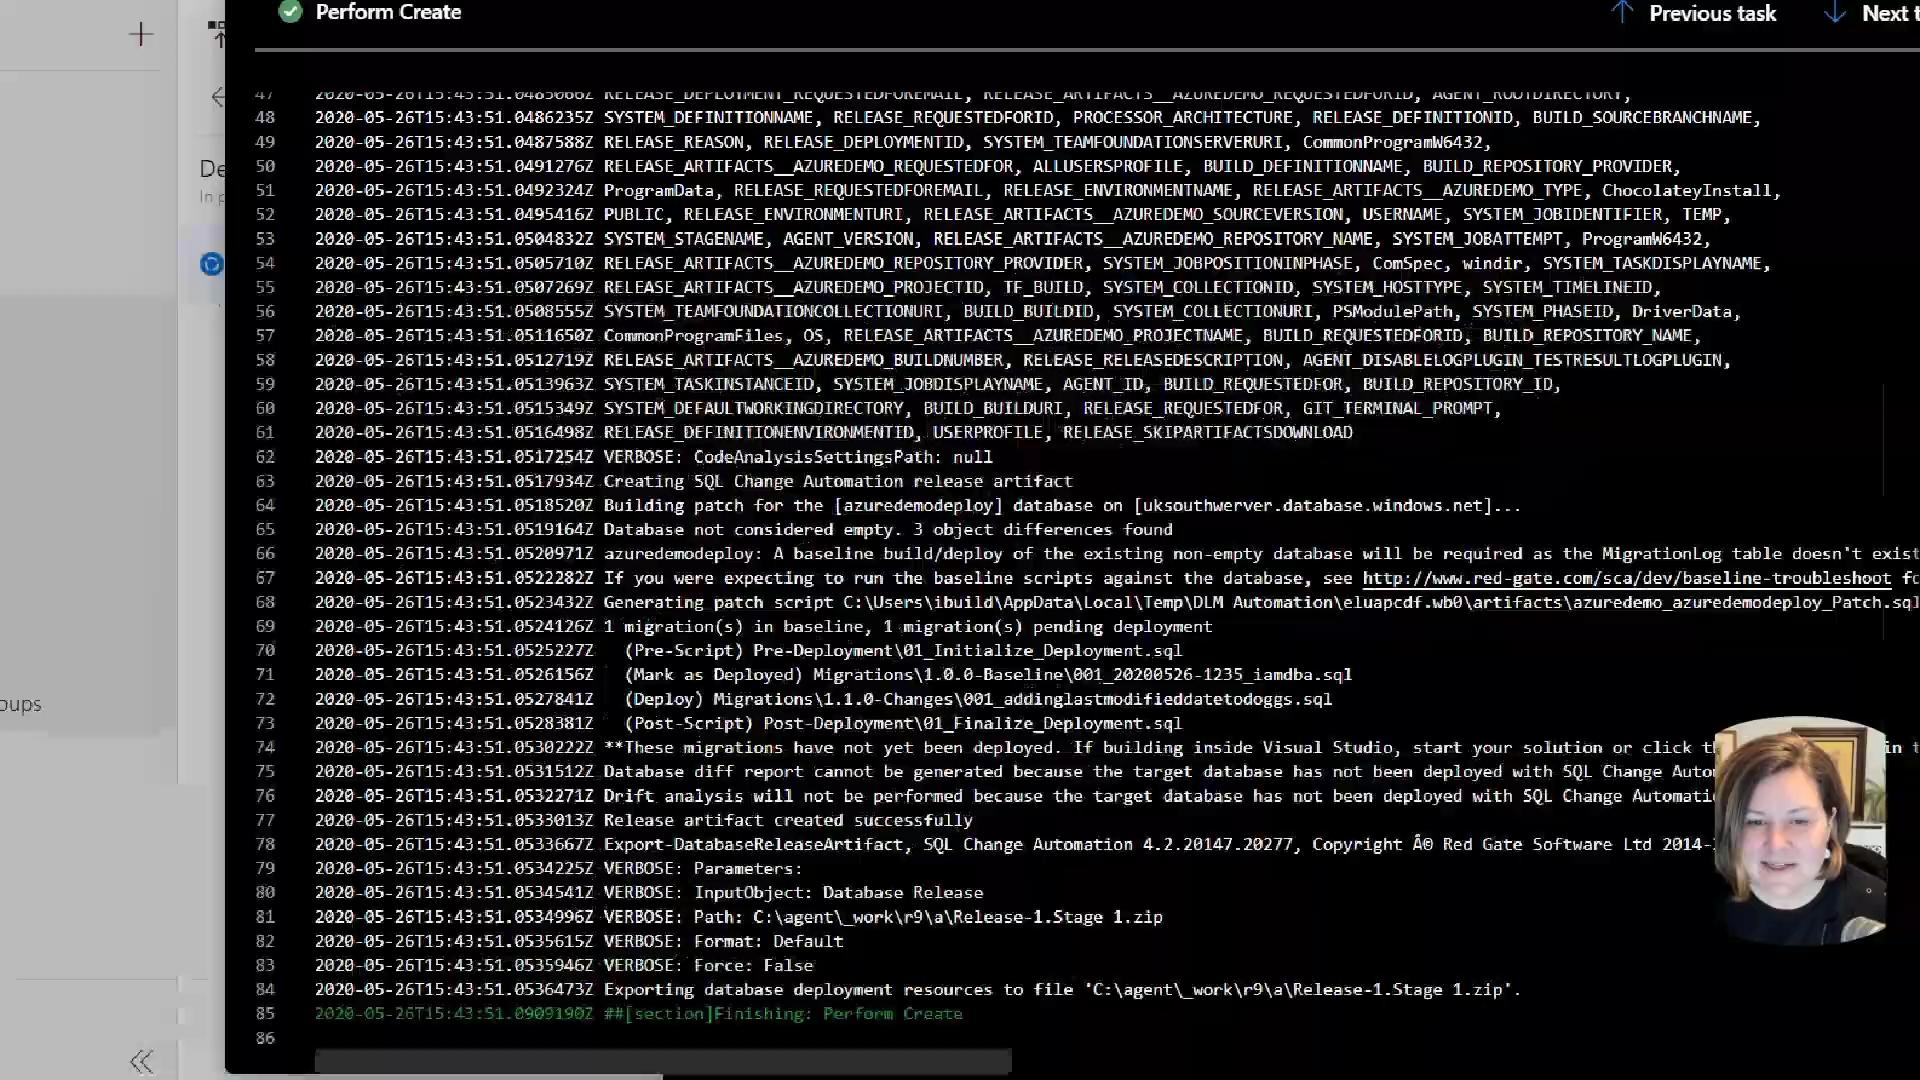 Perform Create
Previous task
Next t
De
In p
oups
47 2020-05-26T15:43:51.0485068Z RELEASE_DEPLOYMENT_REQUESTEDFOREMAIL, RELEASE_ARTIFACTS__AZUREDEMO_REQUESTEDFORID, AGENT_ROOTDIRECTORY,
48 2020-05-26T15:43:51.0486235Z SYSTEM_DEFINITIONNAME, RELEASE_REQUESTEDFORID, PROCESSOR_ARCHITECTURE, RELEASE_DEFINITIONID, BUILD_SOURCEBRANCHNAME,
49 2020-05-26T15:43:51.0487588Z RELEASE_REASON, RELEASE_DEPLOYMENTID, SYSTEM_TEAMFOUNDATIONSERVERURI, CommonProgramW6432,
50 2020-05-26T15:43:51.0491276Z RELEASE_ARTIFACTS__AZUREDEMO_REQUESTEDFOR, ALLUSERSPROFILE, BUILD_DEFINITIONNAME, BUILD_REPOSITORY_PROVIDER,
51 2020-05-26T15:43:51.0492324Z ProgramData, RELEASE_REQUESTEDFOREMAIL, RELEASE_ENVIRONMENTNAME, RELEASE_ARTIFACTS__AZUREDEMO_TYPE, ChocolateyInstall,
52 2020-05-26T15:43:51.0495416Z PUBLIC, RELEASE_ENVIRONMENTURI, RELEASE_ARTIFACTS__AZUREDEMO_SOURCEVERSION, USERNAME, SYSTEM_JOBIDENTIFIER, TEMP,
53 2020-05-26T15:43:51.0504832Z SYSTEM_STAGENAME, AGENT_VERSION, RELEASE_ARTIFACTS__AZUREDEMO_REPOSITORY_NAME, SYSTEM_JOBATTEMPT, ProgramW6432,
54 2020-05-26T15:43:51.0505710Z RELEASE_ARTIFACTS__AZUREDEMO_REPOSITORY_PROVIDER, SYSTEM_JOBPOSITIONINPHASE, ComSpec, windir, SYSTEM_TASKDISPLAYNAME,
55 2020-05-26T15:43:51.0507269Z RELEASE_ARTIFACTS__AZUREDEMO_PROJECTID, TF_BUILD, SYSTEM_COLLECTIONID, SYSTEM_HOSTTYPE, SYSTEM_TIMELINEID,
56 2020-05-26T15:43:51.0508555Z SYSTEM_TEAMFOUNDATIONCOLLECTIONURI, BUILD_BUILDID, SYSTEM_COLLECTIONURI, PSModulePath, SYSTEM_PHASEID, DriverData,
57 2020-05-26T15:43:51.0511650Z CommonProgramFiles, OS, RELEASE_ARTIFACTS__AZUREDEMO_PROJECTNAME, BUILD_REQUESTEDFORID, BUILD_REPOSITORY_NAME,
58 2020-05-26T15:43:51.0512719Z RELEASE_ARTIFACTS__AZUREDEMO_BUILDNUMBER, RELEASE_RELEASEDESCRIPTION, AGENT_DISABLELOGPLUGIN_TESTRESULTLOGPLUGIN,
59 2020-05-26T15:43:51.0513963Z SYSTEM_TASKINSTANCEID, SYSTEM_JOBDISPLAYNAME, AGENT_ID, BUILD_REQUESTEDFOR, BUILD_REPOSITORY_ID,
60 2020-05-26T15:43:51.0515349Z SYSTEM_DEFAULTWORKINGDIRECTORY, BUILD_BUILDURI, RELEASE_REQUESTEDFOR, GIT_TERMINAL_PROMPT,
61 2020-05-26T15:43:51.0516498Z RELEASE_DEFINITIONENVIRONMENTID, USERPROFILE, RELEASE_SKIPARTIFACTSDOWNLOAD
62 2020-05-26T15:43:51.0517254Z VERBOSE: CodeAnalysisSettingsPath: null
63 2020-05-26T15:43:51.0517934Z Creating SQL Change Automation release artifact
64 2020-05-26T15:43:51.0518520Z Building patch for the [azuredemodeploy] database on [uksouthwerver.database.windows.net]...
65 2020-05-26T15:43:51.0519164Z Database not considered empty. 3 object differences found
66 2020-05-26T15:43:51.0520971Z azuredemodeploy: A baseline build/deploy of the existing non-empty database will be required as the MigrationLog table doesn't exist
67 2020-05-26T15:43:51.0522282Z If you were expecting to run the baseline scripts against the database, see http://www.red-gate.com/sca/dev/baseline-troubleshoot fo
68 2020-05-26T15:43:51.0523432Z Generating patch script C:\Users\ibuild\AppData\Local\Temp\DLM Automation\eluapcdf.wb0\artifacts\azuredemo_azuredemodeploy_Patch.sql
69 2020-05-26T15:43:51.0524126Z 1 migration(s) in baseline, 1 migration(s) pending deployment
70 2020-05-26T15:43:51.0525227Z (Pre-Script) Pre-Deployment\01_Initialize_Deployment.sql
71 2020-05-26T15:43:51.0526156Z (Mark as Deployed) Migrations\1.0.0-Baseline\001_20200526-1235_iamdba.sql
72 2020-05-26T15:43:51.0527841Z (Deploy) Migrations\1.1.0-Changes\001_addinglastmodifieddatetodoggs.sql
73 2020-05-26T15:43:51.0528381Z (Post-Script) Post-Deployment\01_Finalize_Deployment.sql
74 2020-05-26T15:43:51.0530222Z **These migrations have not yet been deployed. If building inside Visual Studio, start your solution or click th in t
75 2020-05-26T15:43:51.0531512Z Database diff report cannot be generated because the target database has not been deployed with SQL Change Autom
76 2020-05-26T15:43:51.0532271Z Drift analysis will not be performed because the target database has not been deployed with SQL Change Automati
77 2020-05-26T15:43:51.0533013Z Release artifact created successfully
78 2020-05-26T15:43:51.0533667Z Export-DatabaseReleaseArtifact, SQL Change Automation 4.2.20147.20277, Copyright Â© Red Gate Software Ltd 2014-
79 2020-05-26T15:43:51.0534225Z VERBOSE: Parameters:
80 2020-05-26T15:43:51.0534541Z VERBOSE: InputObject: Database Release
81 2020-05-26T15:43:51.0534996Z VERBOSE: Path: C:\agent\_work\r9\a\Release-1.Stage 1.zip
82 2020-05-26T15:43:51.0535615Z VERBOSE: Format: Default
83 2020-05-26T15:43:51.0535946Z VERBOSE: Force: False
84 2020-05-26T15:43:51.0536473Z Exporting database deployment resources to file 'C:\agent\_work\r9\a\Release-1.Stage 1.zip'.
85 2020-05-26T15:43:51.0909190Z ##[section]Finishing: Perform Create
86